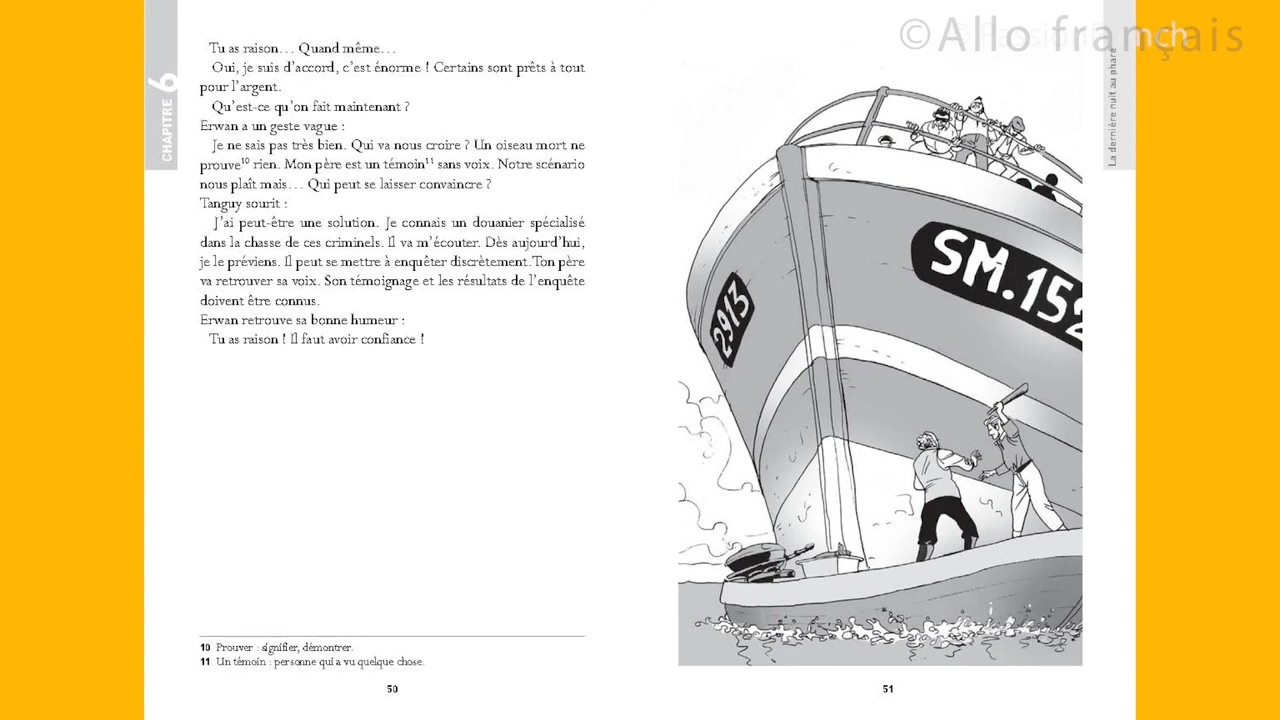 ©Allo français
CHAPITRE 6
Tu as raison… Quand même…
Oui, je suis d'accord, c'est énorme ! Certains sont prêts à tout
pour l'argent.
Qu'est-ce qu'on fait maintenant ?
Erwan a un geste vague :
Je ne sais pas très bien. Qui va nous croire ? Un oiseau mort ne
prouve¹⁰ rien. Mon père est un témoin¹¹ sans voix. Notre scénario
nous plaît mais… Qui peut se laisser convaincre ?
Tanguy sourit :
J'ai peut-être une solution. Je connais un douanier spécialisé
dans la chasse de ces criminels. Il va m'écouter. Dès aujourd'hui,
je le préviens. Il peut se mettre à enquêter discrètement. Ton père
va retrouver sa voix. Son témoignage et les résultats de l'enquête
doivent être connus.
Erwan retrouve sa bonne humeur :
Tu as raison ! Il faut avoir confiance !
10 Prouver : signifier, démontrer.
11 Un témoin : personne qui a vu quelque chose.
50
La dernière nuit au phare
SM.152
2913
51